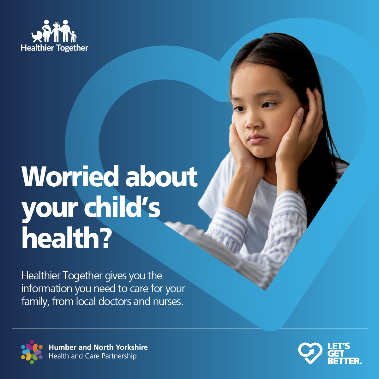 Healthier Together
Worried about
your child's
health?
Healthier Together gives you the
information you need to care for your
family, from local doctors and nurses.
Humber and North Yorkshire
Health and Care Partnership
LET'S
GET
BETTER.